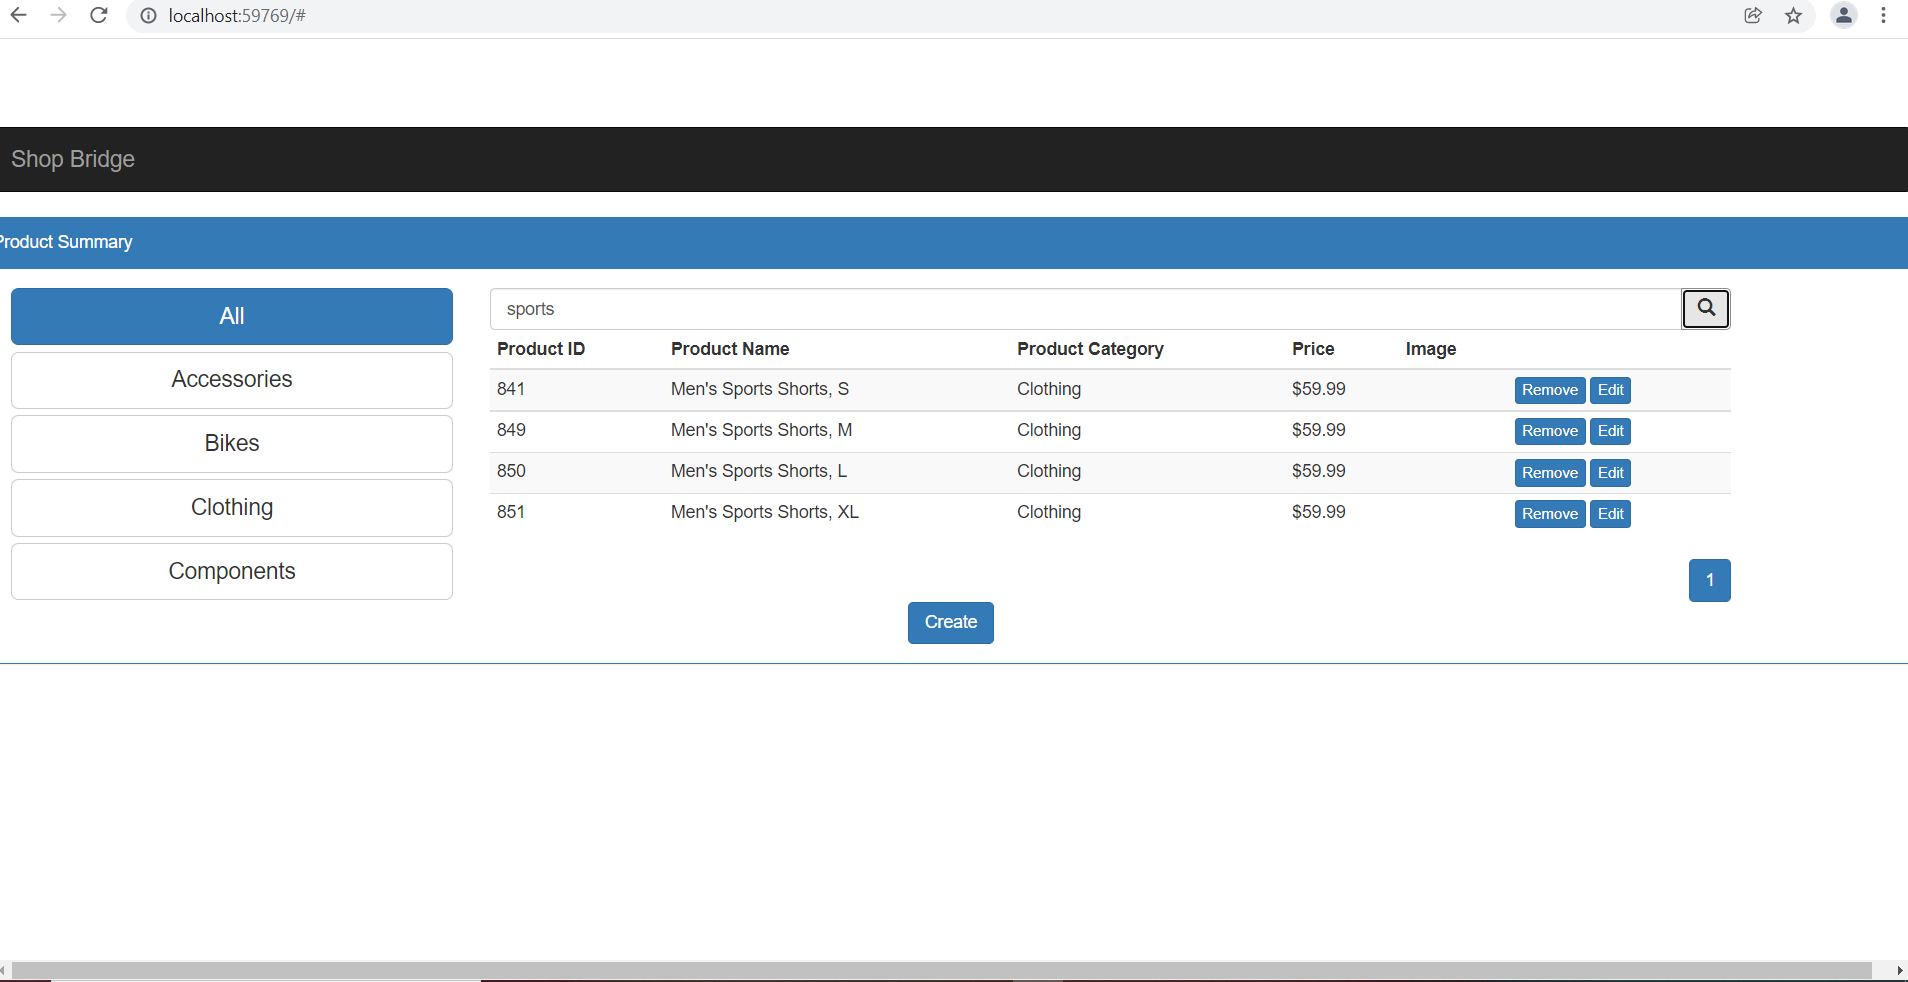 localhost:59769/#
Shop Bridge
Product Summary
All
Accessories
Bikes
Clothing
Components
sports
Product ID Product Name Product Category Price Image
841 Men's Sports Shorts, S Clothing $59.99 Remove Edit
849 Men's Sports Shorts, M Clothing $59.99 Remove Edit
850 Men's Sports Shorts, L Clothing $59.99 Remove Edit
851 Men's Sports Shorts, XL Clothing $59.99 Remove Edit
1
Create